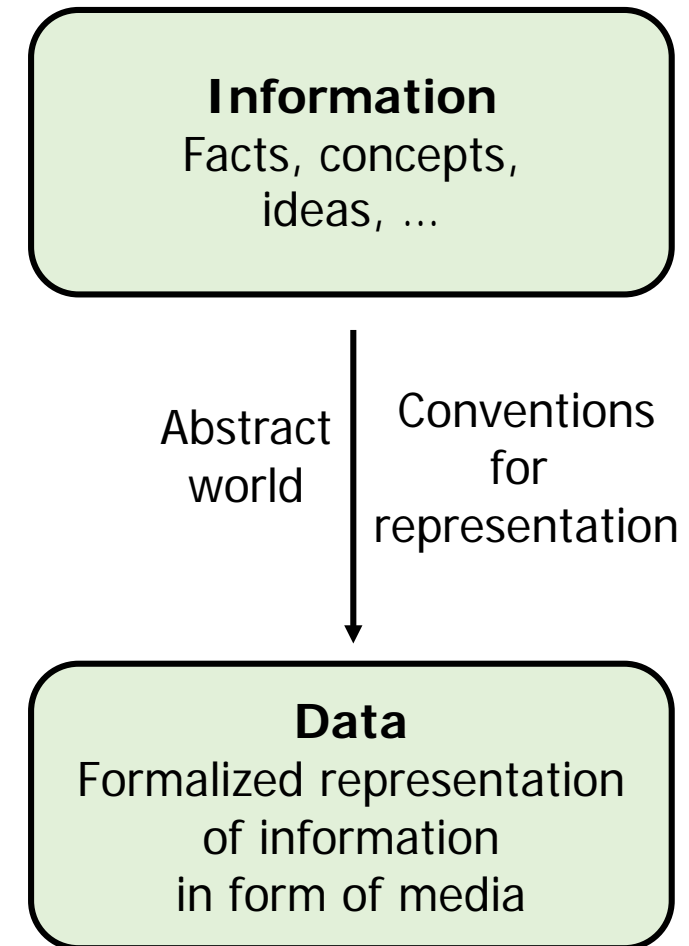 Information
Facts, concepts,
ideas, ...
Abstract
world
Conventions
for
representation
Data
Formalized representation
of information
in form of media